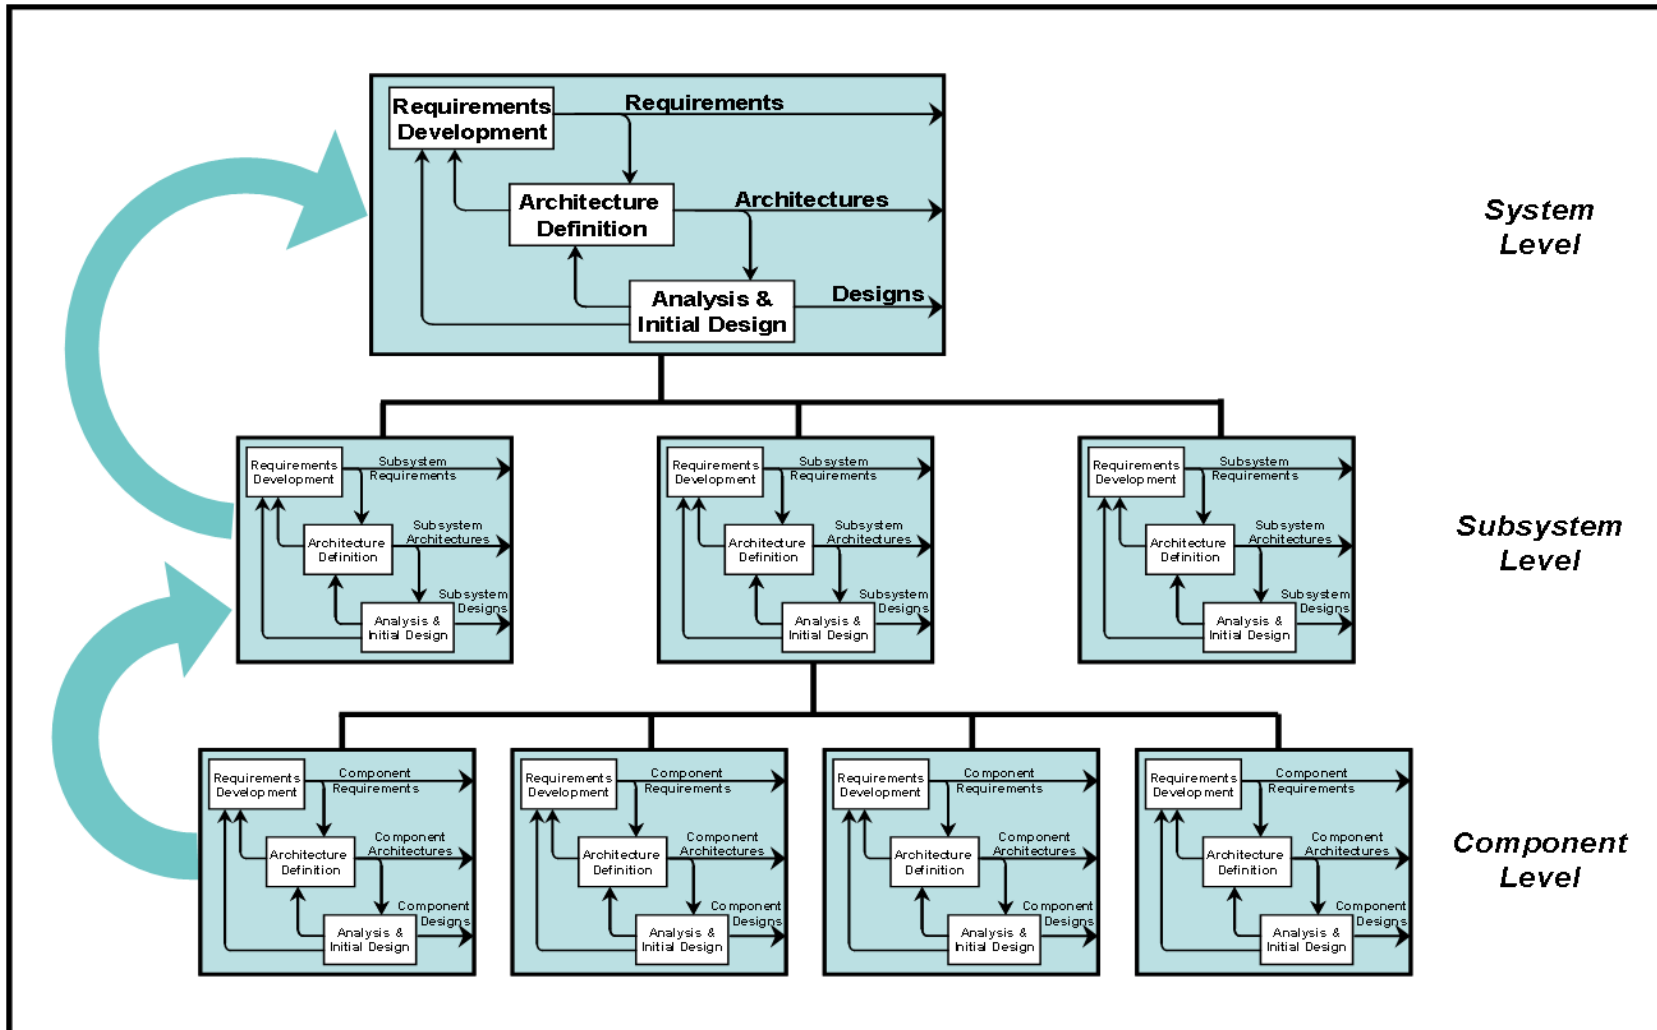 Requirements
Development
Requirements
Architecture
Definition
Architectures
Analysis &
Initial Design
Designs
System
Level
Requirements
Development
Subsystem
Requirements
Architecture
Definition
Subsystem
Architectures
Analysis &
Initial Design
Subsystem
Designs
Requirements
Development
Subsystem
Requirements
Architecture
Definition
Subsystem
Architectures
Analysis &
Initial Design
Subsystem
Designs
Requirements
Development
Subsystem
Requirements
Architecture
Definition
Subsystem
Architectures
Analysis &
Initial Design
Subsystem
Designs
Subsystem
Level
Requirements
Development
Component
Requirements
Architecture
Definition
Component
Architectures
Analysis &
Initial Design
Component
Designs
Requirements
Development
Component
Requirements
Architecture
Definition
Component
Architectures
Analysis &
Initial Design
Component
Designs
Requirements
Development
Component
Requirements
Architecture
Definition
Component
Architectures
Analysis &
Initial Design
Component
Designs
Requirements
Development
Component
Requirements
Architecture
Definition
Component
Architectures
Analysis &
Initial Design
Component
Designs
Component
Level